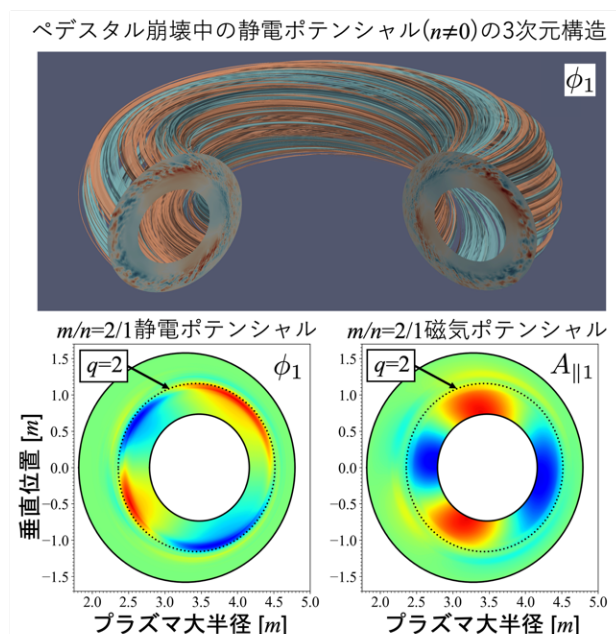 ペデスタル崩壊中の静電ポテンシャル(n≠0)の3次元構造
ϕ₁
m/n=2/1静電ポテンシャル
m/n=2/1磁気ポテンシャル
q=2
ϕ₁
q=2
A∥₁
垂直位置 [m]
1.5
1.0
0.5
0.0
−0.5
−1.0
−1.5
1.5
1.0
0.5
0.0
−0.5
−1.0
−1.5
2.0 2.5 3.0 3.5 4.0 4.5 5.0
2.0 2.5 3.0 3.5 4.0 4.5 5.0
プラズマ大半径 [m]
プラズマ大半径 [m]